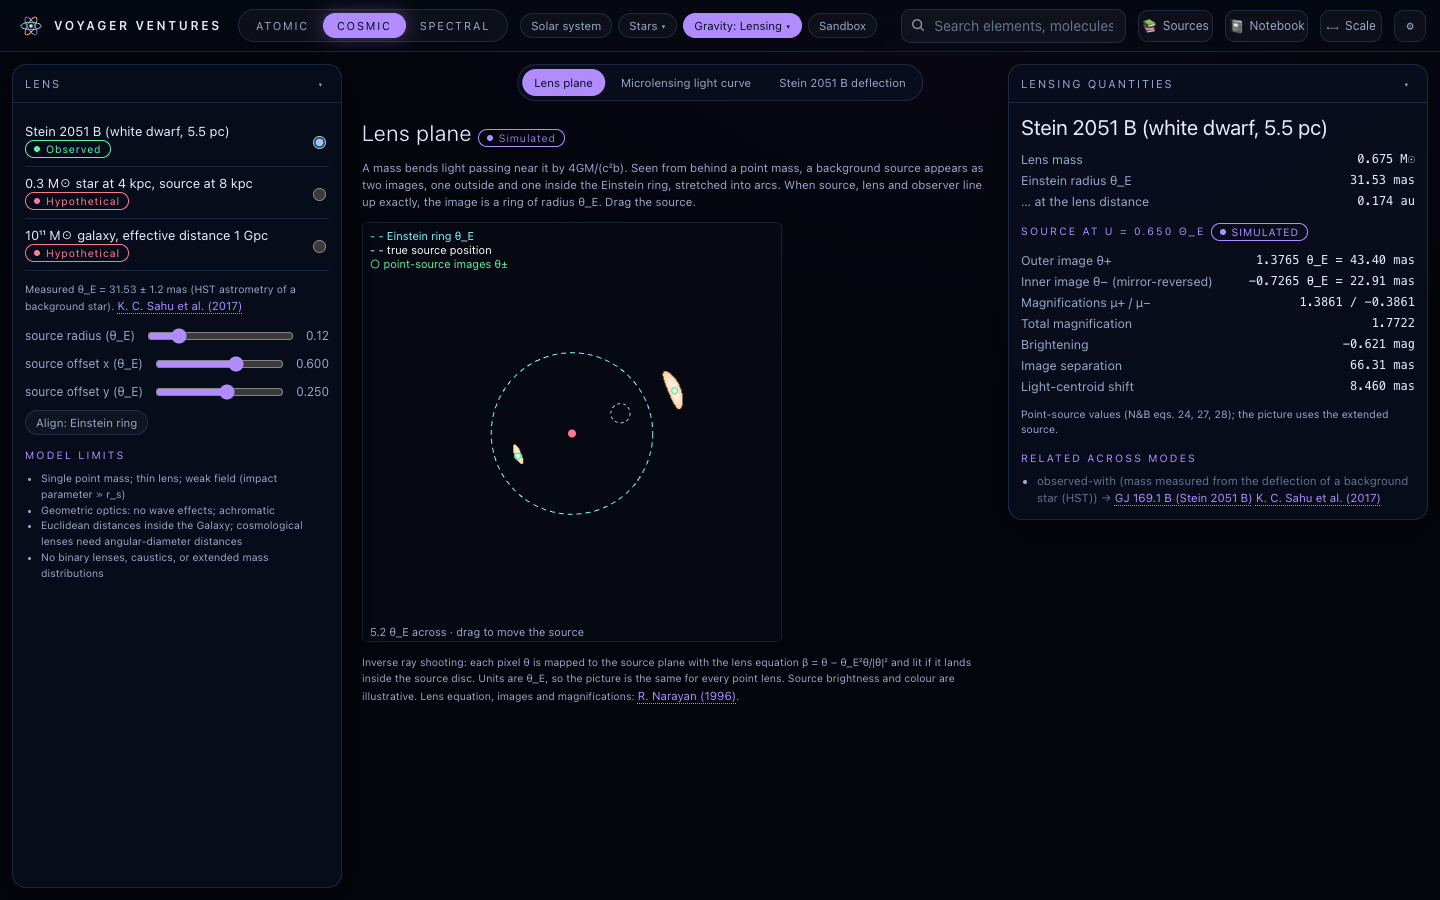 VOYAGER VENTURES
ATOMIC COSMIC SPECTRAL
Solar system Stars ▾ Gravity: Lensing ▾ Sandbox
Search elements, molecules
Sources Notebook Scale
LENS
Stein 2051 B (white dwarf, 5.5 pc)
Observed
0.3 M☉ star at 4 kpc, source at 8 kpc
Hypothetical
10¹¹ M☉ galaxy, effective distance 1 Gpc
Hypothetical
Measured θ_E = 31.53 ± 1.2 mas (HST astrometry of a
background star). K. C. Sahu et al. (2017)
source radius (θ_E) 0.12
source offset x (θ_E) 0.600
source offset y (θ_E) 0.250
Align: Einstein ring
MODEL LIMITS
• Single point mass; thin lens; weak field (impact
parameter » r_s)
• Geometric optics: no wave effects; achromatic
• Euclidean distances inside the Galaxy; cosmological
lenses need angular-diameter distances
• No binary lenses, caustics, or extended mass
distributions
Lens plane Microlensing light curve Stein 2051 B deflection
Lens plane Simulated
A mass bends light passing near it by 4GM/(c²b). Seen from behind a point mass, a background source appears as
two images, one outside and one inside the Einstein ring, stretched into arcs. When source, lens and observer line
up exactly, the image is a ring of radius θ_E. Drag the source.
- - Einstein ring θ_E
- - true source position
○ point-source images θ±
5.2 θ_E across · drag to move the source
Inverse ray shooting: each pixel θ is mapped to the source plane with the lens equation β = θ − θ_E²θ/|θ|² and lit if it lands
inside the source disc. Units are θ_E, so the picture is the same for every point lens. Source brightness and colour are
illustrative. Lens equation, images and magnifications: R. Narayan (1996).
LENSING QUANTITIES
Stein 2051 B (white dwarf, 5.5 pc)
Lens mass 0.675 M☉
Einstein radius θ_E 31.53 mas
… at the lens distance 0.174 au
SOURCE AT U = 0.650 Θ_E SIMULATED
Outer image θ+ 1.3765 θ_E = 43.40 mas
Inner image θ− (mirror-reversed) −0.7265 θ_E = 22.91 mas
Magnifications μ+ / μ− 1.3861 / −0.3861
Total magnification 1.7722
Brightening −0.621 mag
Image separation 66.31 mas
Light-centroid shift 8.460 mas
Point-source values (N&B eqs. 24, 27, 28); the picture uses the extended
source.
RELATED ACROSS MODES
• observed-with (mass measured from the deflection of a background
star (HST)) → GJ 169.1 B (Stein 2051 B) K. C. Sahu et al. (2017)